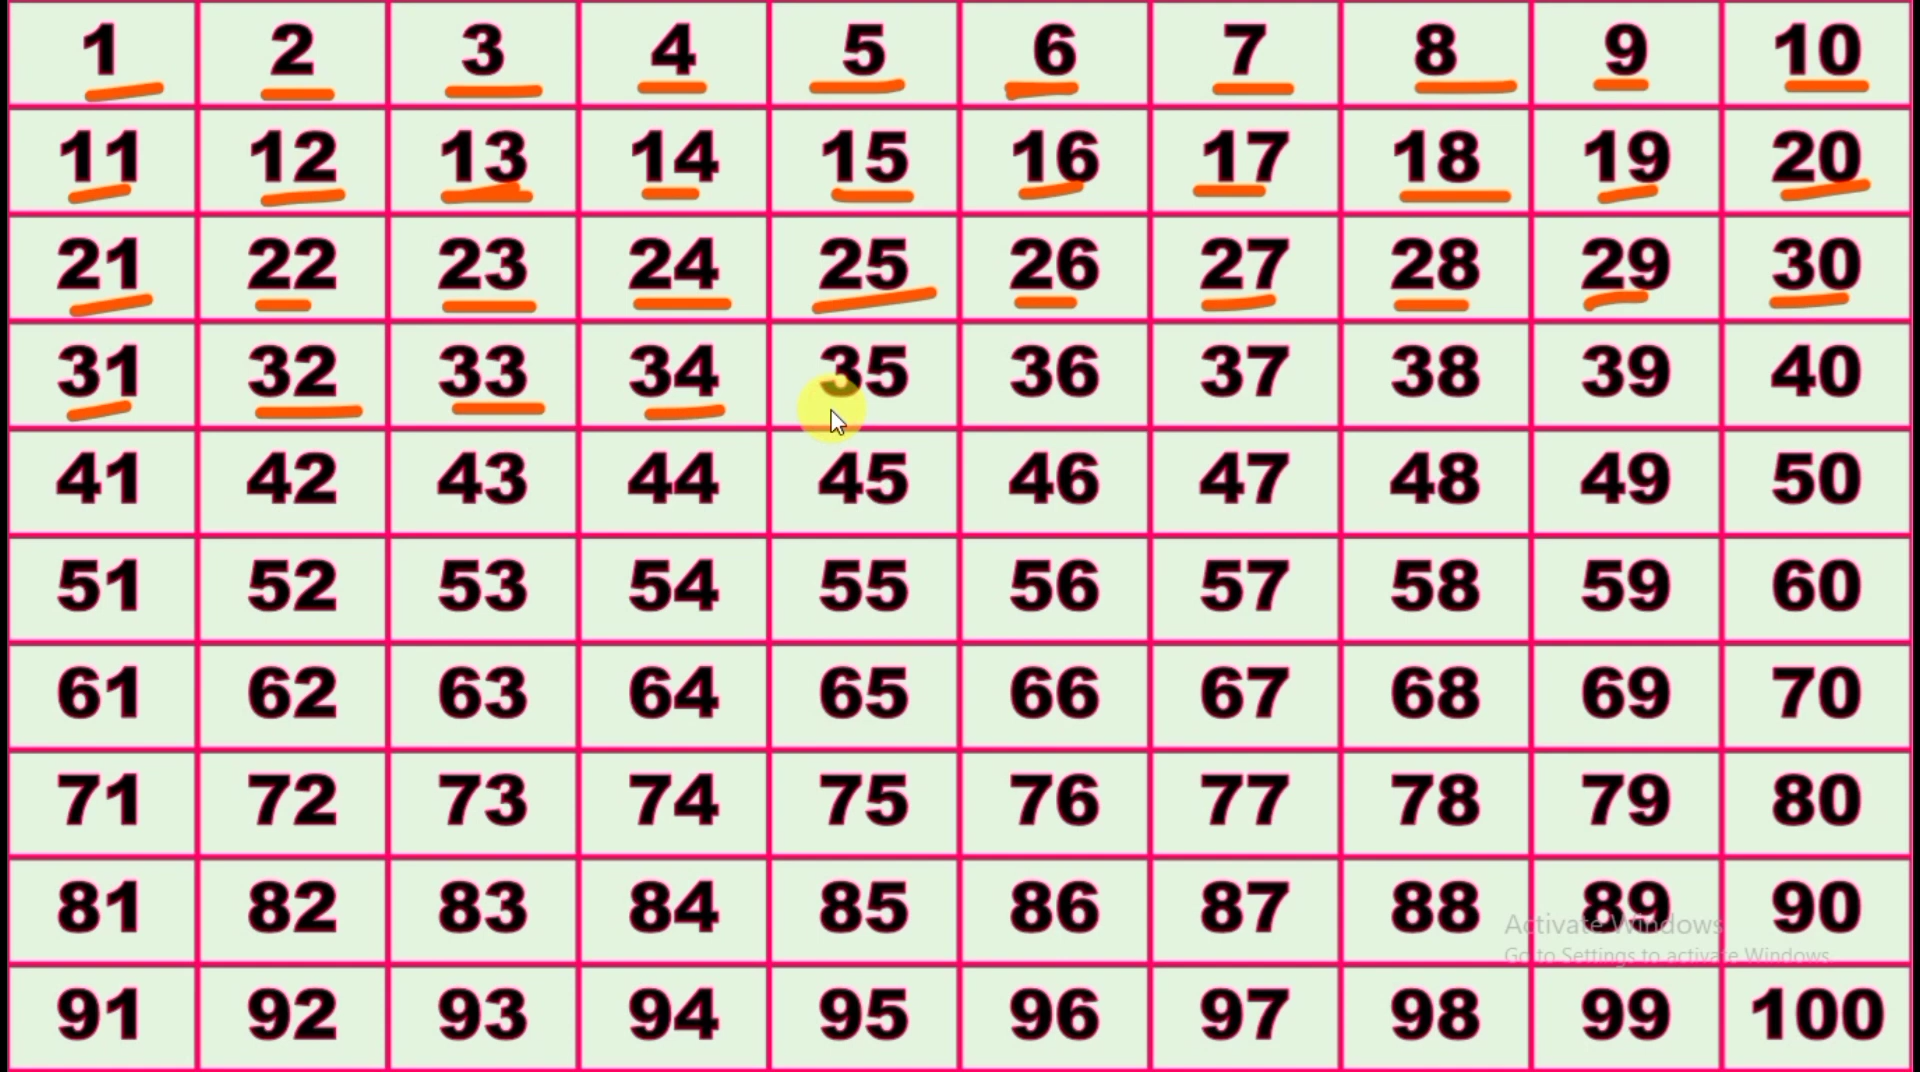 1 2 3 4 5 6 7 8 9 10
11 12 13 14 15 16 17 18 19 20
21 22 23 24 25 26 27 28 29 30
31 32 33 34 35 36 37 38 39 40
41 42 43 44 45 46 47 48 49 50
51 52 53 54 55 56 57 58 59 60
61 62 63 64 65 66 67 68 69 70
71 72 73 74 75 76 77 78 79 80
81 82 83 84 85 86 87 88 89 90
Activate Windows
Go to Settings to activate Windows.
91 92 93 94 95 96 97 98 99 100